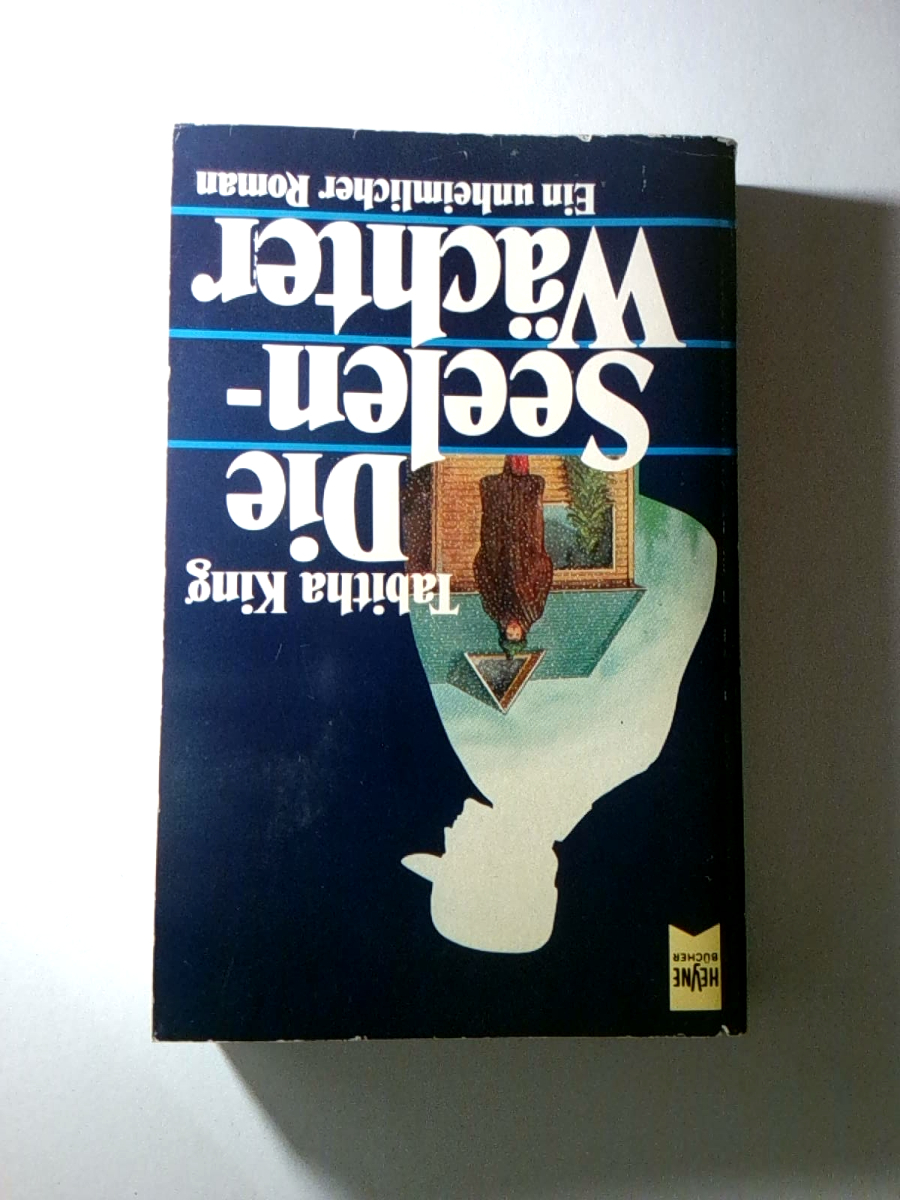 HEYNE
BÜCHER
Tabitha King
Die
Seelen-
Wächter
Ein unheimlicher Roman